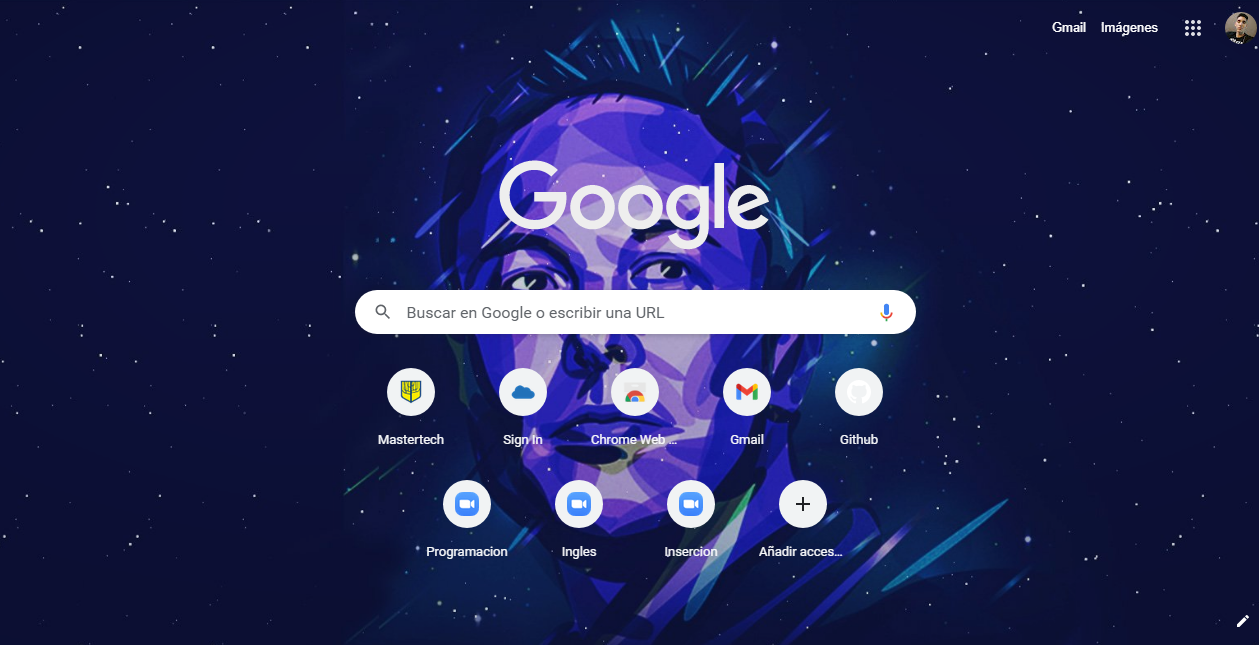 Gmail Imágenes
Google
Buscar en Google o escribir una URL
Mastertech Sign In Chrome Web ... Gmail Github
Programacion Ingles Insercion Añadir acces...